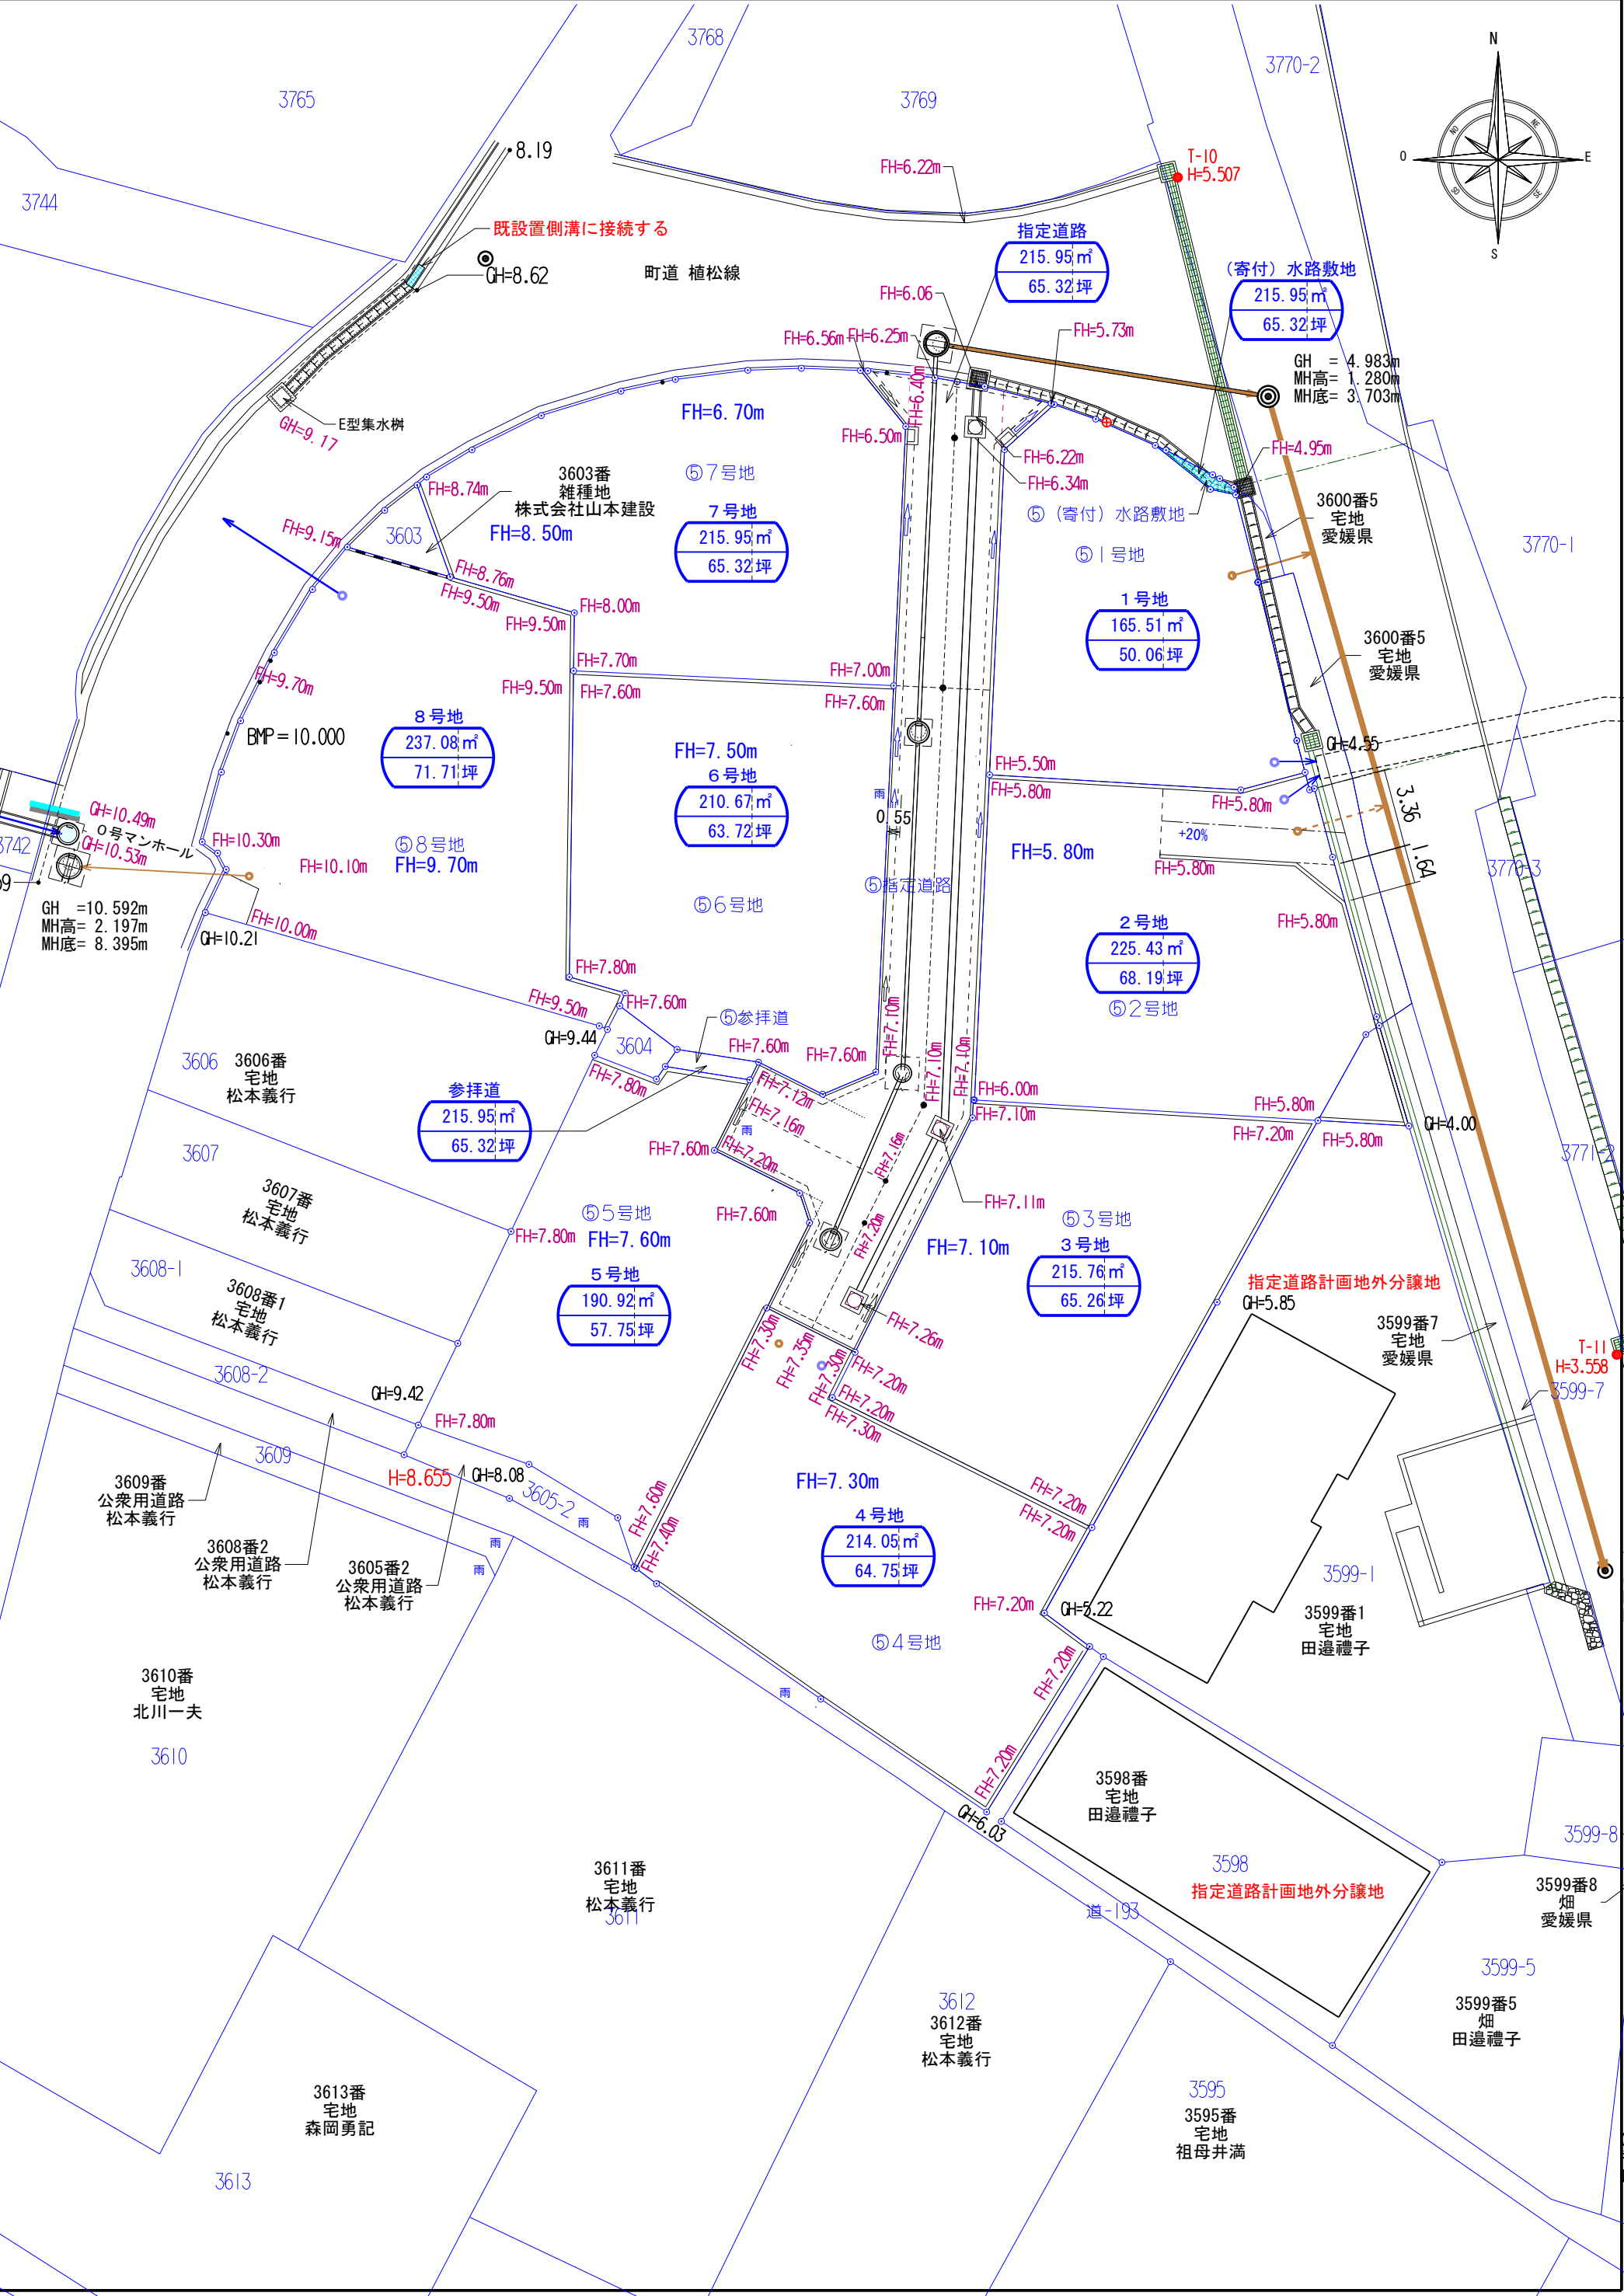 3768
3770-2
N
3765
3769
NO
NE
O
E
SO
SE
S
8.19
FH=6.22m
T-10
H=5.507
3744
既設置側溝に接続する
指定道路
215.95㎡
65.32坪
GH=8.62
町道 植松線
(寄付) 水路敷地
215.95㎡
65.32坪
FH=6.06
FH=6.56m
FH=6.25m
FH=5.73m
GH =4.983m
MH高=1.280m
MH底=3.703m
FH=6.40m
FH=6.70m
E型集水桝
GH=9.17
FH=6.50m
FH=6.22m
FH=4.95m
FH=6.34m
3603番
雑種地
株式会社山本建設
⑤7号地
FH=8.74m
⑤(寄付)水路敷地
3600番5
宅地
愛媛県
FH=9.15m
3603
FH=8.50m
7号地
215.95㎡
65.32坪
⑤1号地
3770-1
FH=8.76m
FH=9.50m
FH=8.00m
FH=9.50m
1号地
165.51㎡
50.06坪
3600番5
宅地
愛媛県
FH=7.70m
FH=7.00m
FH=9.70m
FH=9.50m
FH=7.60m
FH=7.60m
8号地
237.08㎡
71.71坪
BMP=10.000
FH=7.50m
GH=4.55
6号地
210.67㎡
63.72坪
FH=5.50m
FH=5.80m
FH=5.80m
雨
0.55
3.36
GH=10.49m
0号マンホール
GH=10.53m
3742
FH=10.30m
⑤8号地
FH=9.70m
FH=10.10m
+20%
FH=5.80m
FH=5.80m
1.64
3770-3
9
⑤指定道路
⑤6号地
GH =10.592m
MH高= 2.197m
MH底= 8.395m
FH=10.00m
GH=10.21
FH=5.80m
2号地
225.43㎡
68.19坪
⑤2号地
FH=7.80m
FH=9.50m
FH=7.60m
⑤参拝道
GH=9.44
3604
FH=7.60m
FH=7.60m
FH=7.10m
FH=7.10m
FH=7.10m
3606
3606番
宅地
松本義行
FH=7.80m
FH=7.12m
FH=6.00m
FH=7.10m
FH=5.80m
FH=7.20m
FH=5.80m
GH=4.00
参拝道
215.95㎡
65.32坪
FH=7.16m
雨
FH=7.20m
FH=7.60m
FH=7.16m
3607
3771-2
3607番
宅地
松本義行
⑤5号地
FH=7.60m
FH=7.60m
FH=7.20m
FH=7.11m
⑤3号地
FH=7.10m
FH=7.80m
3号地
215.76㎡
65.26坪
3608-1
3608番1
宅地
松本義行
5号地
190.92㎡
57.75坪
指定道路計画地外分譲地
GH=5.85
FH=7.26m
FH=7.30m
FH=7.35m
FH=7.30m
FH=7.20m
3599番7
宅地
愛媛県
T-11
H=3.558
3599-7
3608-2
GH=9.42
FH=7.80m
FH=7.20m
FH=7.30m
3609
H=8.655
GH=8.08
3605-2
雨
FH=7.30m
3609番
公衆用道路
松本義行
FH=7.60m
FH=7.40m
FH=7.20m
FH=7.20m
4号地
214.05㎡
64.75坪
3608番2
公衆用道路
松本義行
3605番2
公衆用道路
松本義行
雨
雨
3599-1
FH=7.20m
GH=5.22
3599番1
宅地
田邉禮子
⑤4号地
FH=7.20m
3610番
宅地
北川一夫
雨
3610
FH=7.20m
GH=6.03
3598番
宅地
田邉禮子
3599-8
3598
指定道路計画地外分譲地
3611番
宅地
松本義行
3611
道-193
3599番8
畑
愛媛県
3599-5
3612
3612番
宅地
松本義行
3599番5
畑
田邉禮子
3613番
宅地
森岡勇記
3595
3595番
宅地
祖母井満
3613